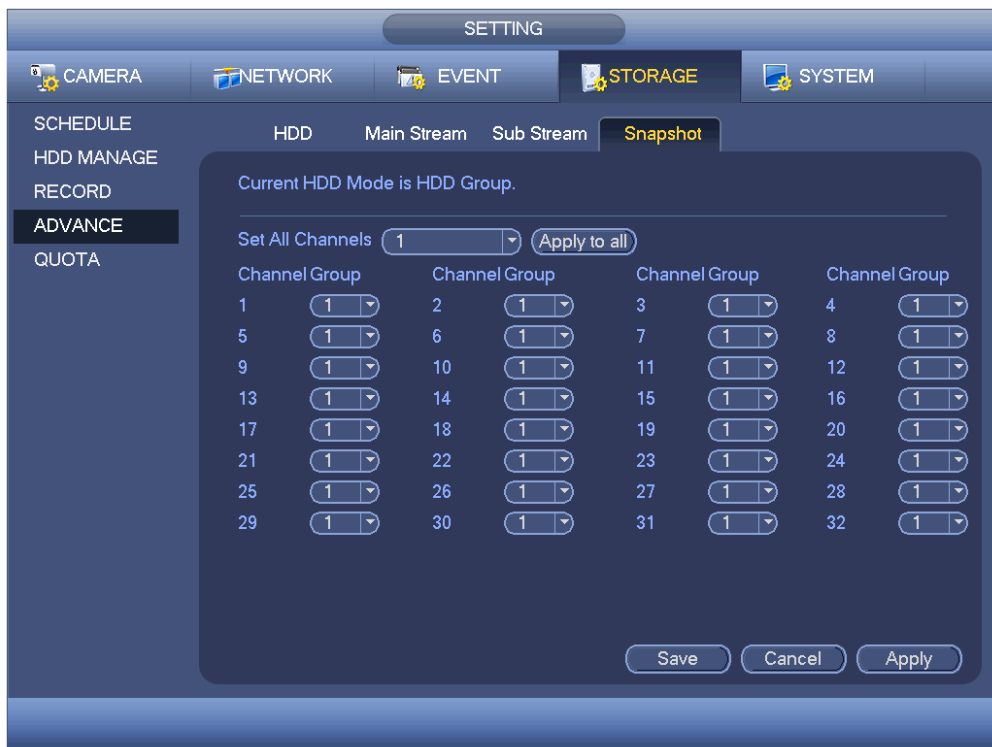 SETTING
CAMERA NETWORK EVENT STORAGE SYSTEM
SCHEDULE
HDD MANAGE
RECORD
ADVANCE
QUOTA
HDD Main Stream Sub Stream Snapshot
Current HDD Mode is HDD Group.
Set All Channels 1 Apply to all
Channel Group Channel Group Channel Group Channel Group
1 1 2 1 3 1 4 1
5 1 6 1 7 1 8 1
9 1 10 1 11 1 12 1
13 1 14 1 15 1 16 1
17 1 18 1 19 1 20 1
21 1 22 1 23 1 24 1
25 1 26 1 27 1 28 1
29 1 30 1 31 1 32 1
Save Cancel Apply